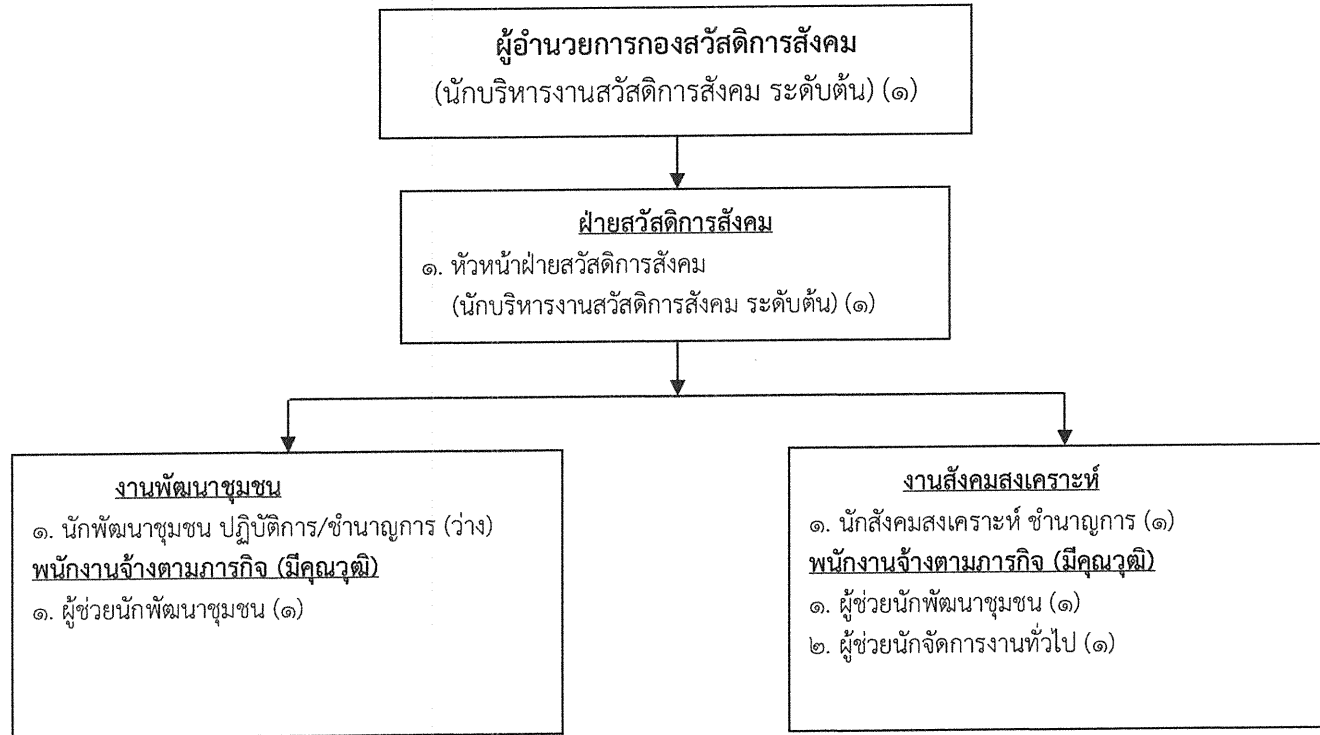 ผู้อำนวยการกองสวัสดิการสังคม
(นักบริหารงานสวัสดิการสังคม ระดับต้น) (๑)
ฝ่ายสวัสดิการสังคม
๑. หัวหน้าฝ่ายสวัสดิการสังคม
(นักบริหารงานสวัสดิการสังคม ระดับต้น) (๑)
งานพัฒนาชุมชน
๑. นักพัฒนาชุมชน ปฏิบัติการ/ชำนาญการ (ว่าง)
พนักงานจ้างตามภารกิจ (มีคุณวุฒิ)
๑. ผู้ช่วยนักพัฒนาชุมชน (๑)
งานสังคมสงเคราะห์
๑. นักสังคมสงเคราะห์ ชำนาญการ (๑)
พนักงานจ้างตามภารกิจ (มีคุณวุฒิ)
๑. ผู้ช่วยนักพัฒนาชุมชน (๑)
๒. ผู้ช่วยนักจัดการงานทั่วไป (๑)